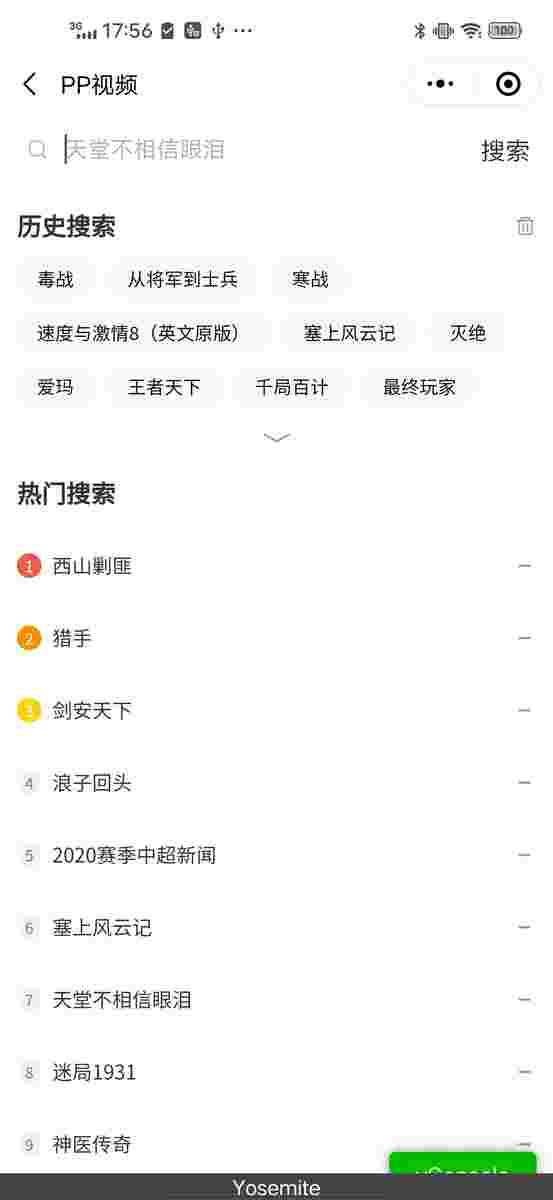 3G 17:56 100
PP视频
天堂不相信眼泪 搜索
历史搜索
毒战 从将军到士兵 寒战
速度与激情8（英文原版） 塞上风云记 灭绝
爱玛 王者天下 千局百计 最终玩家
热门搜索
1 西山剿匪
2 猎手
3 剑安天下
4 浪子回头
5 2020赛季中超新闻
6 塞上风云记
7 天堂不相信眼泪
8 迷局1931
9 神医传奇
vConsole
Yosemite